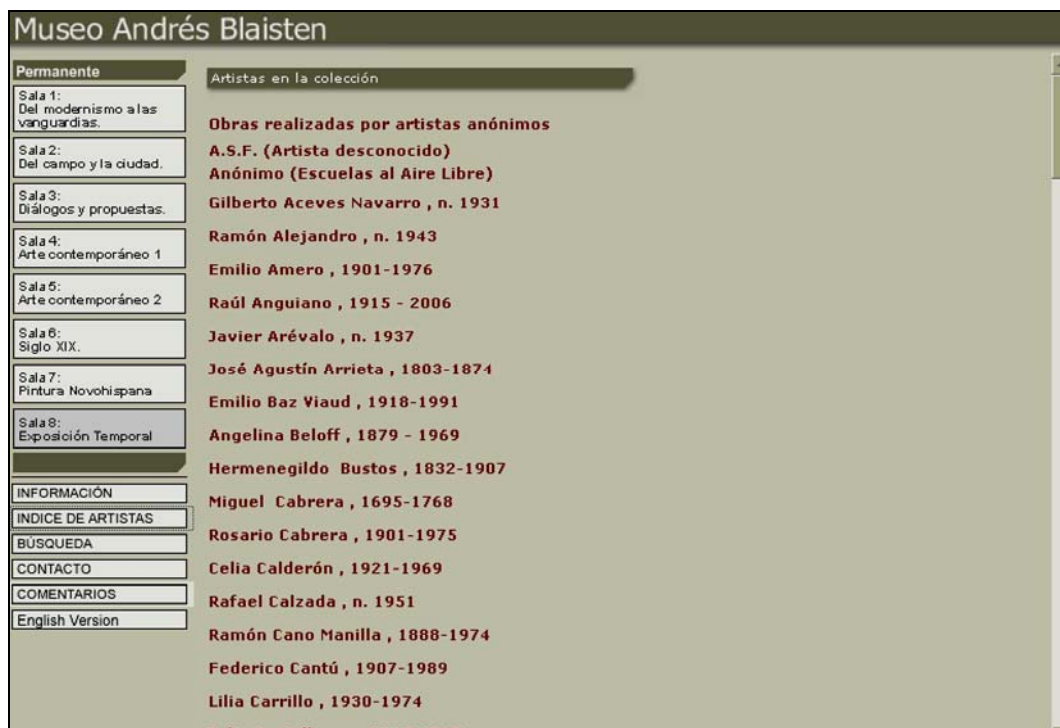 Museo Andrés Blaisten
Permanente
Sala 1:
Del modernismo a las
vanguardias.
Sala 2:
Del campo y la ciudad.
Sala 3:
Diálogos y propuestas.
Sala 4:
Arte contemporáneo 1
Sala 5:
Arte contemporáneo 2
Sala 6:
Siglo XIX.
Sala 7:
Pintura Novohispana
Sala 8:
Exposición Temporal
INFORMACIÓN
INDICE DE ARTISTAS
BÚSQUEDA
CONTACTO
COMENTARIOS
English Version
Artistas en la colección
Obras realizadas por artistas anónimos
A.S.F. (Artista desconocido)
Anónimo (Escuelas al Aire Libre)
Gilberto Aceves Navarro , n. 1931
Ramón Alejandro , n. 1943
Emilio Amero , 1901-1976
Raúl Anguiano , 1915 - 2006
Javier Arévalo , n. 1937
José Agustín Arrieta , 1803-1874
Emilio Baz Viaud , 1918-1991
Angelina Beloff , 1879 - 1969
Hermenegildo Bustos , 1832-1907
Miguel Cabrera , 1695-1768
Rosario Cabrera , 1901-1975
Celia Calderón , 1921-1969
Rafael Calzada , n. 1951
Ramón Cano Manilla , 1888-1974
Federico Cantú , 1907-1989
Lilia Carrillo , 1930-1974